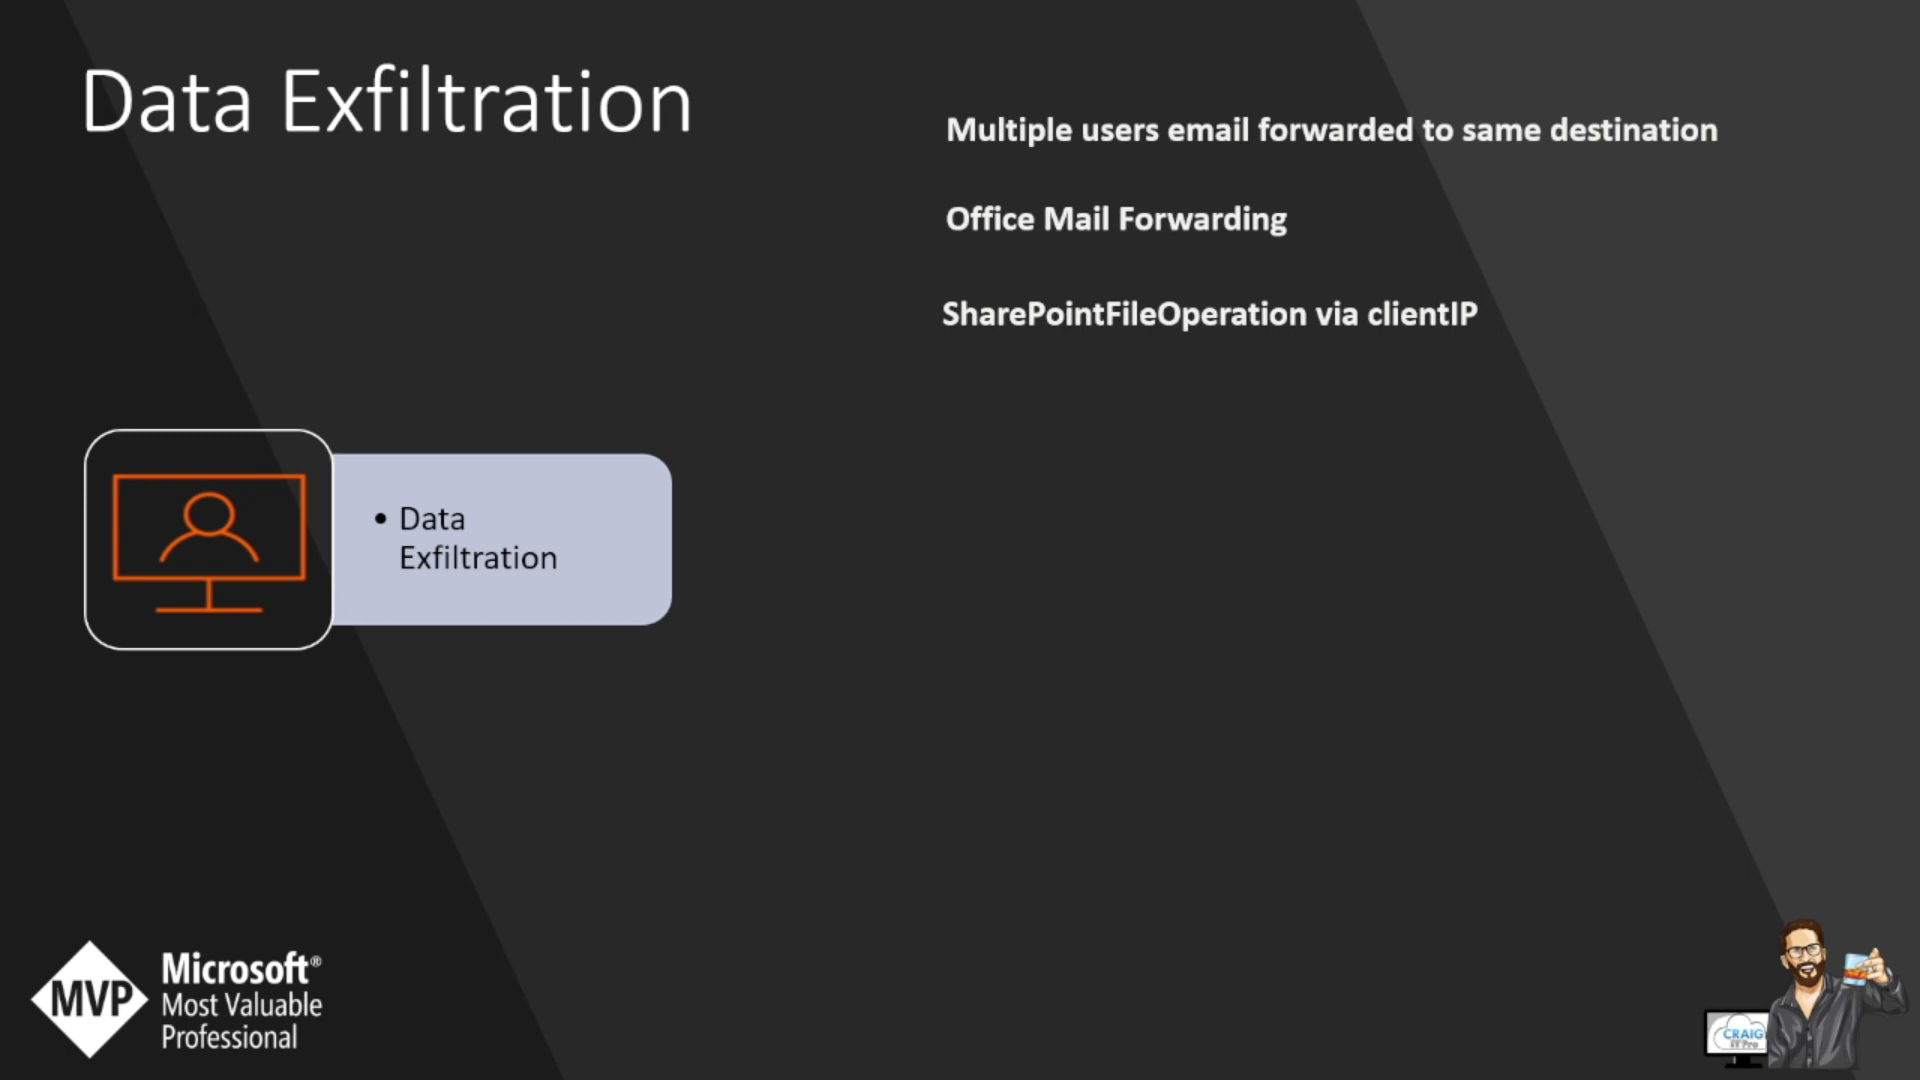 Data Exfiltration
Multiple users email forwarded to same destination
Office Mail Forwarding
SharePointFileOperation via clientIP
• Data
Exfiltration
MVP
Microsoft®
Most Valuable
Professional
CRAIG
IT Pro